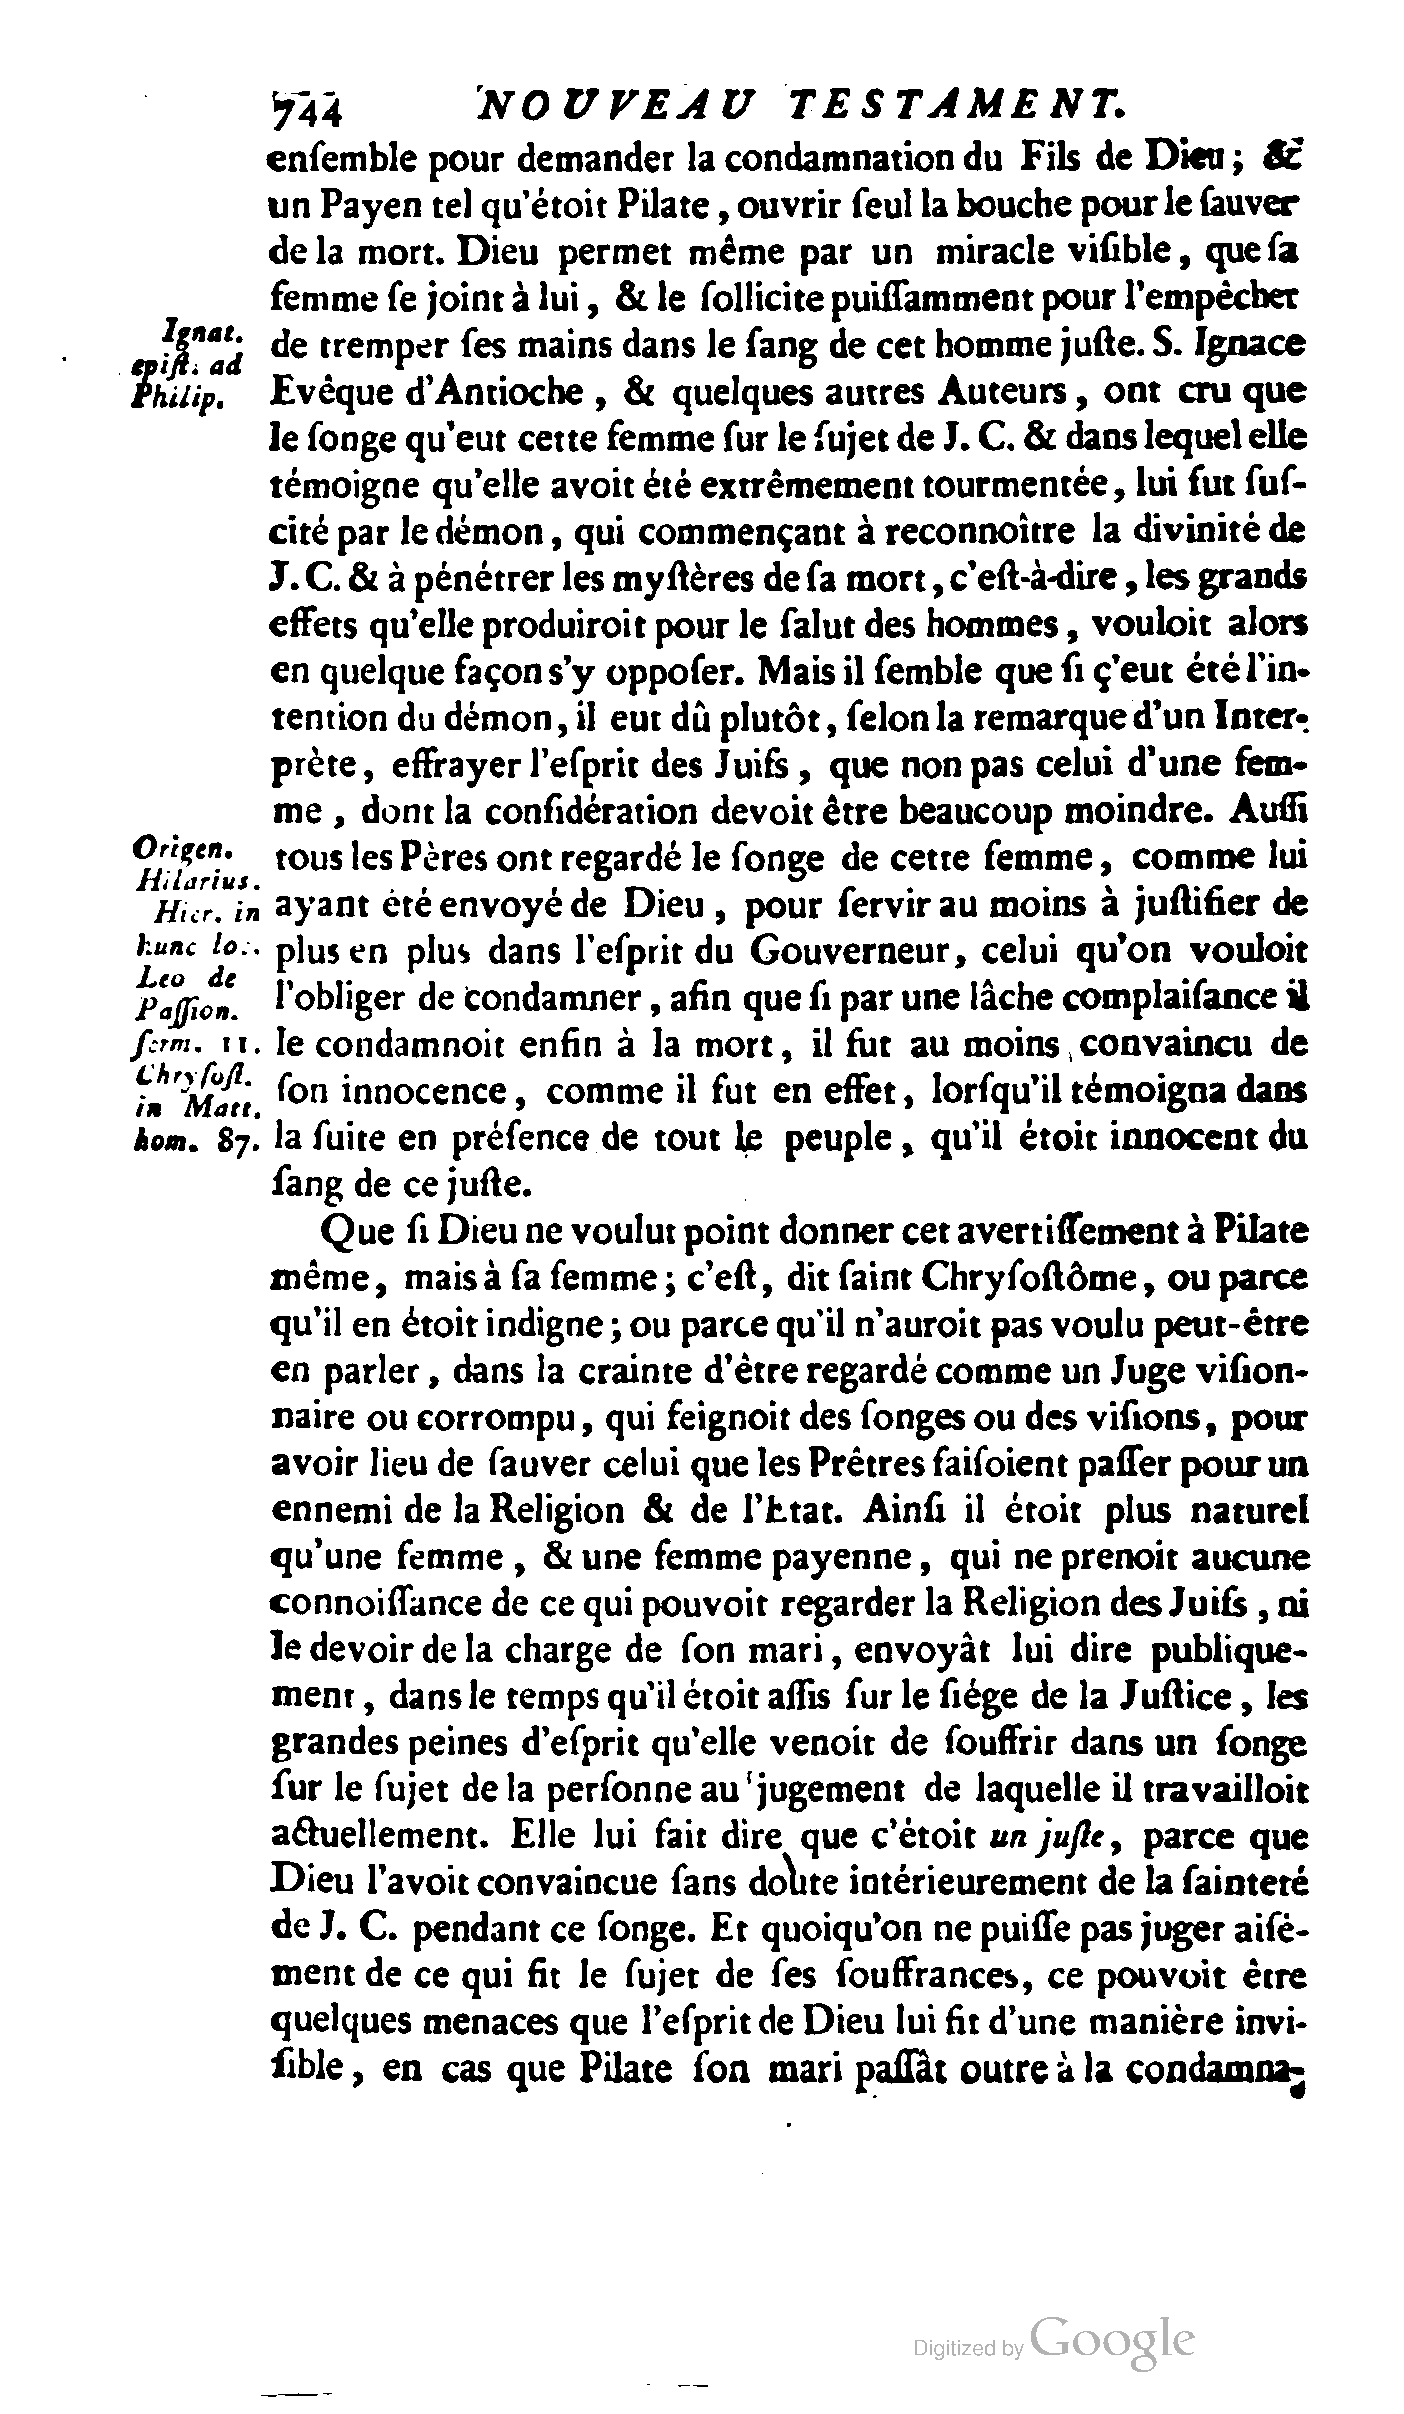 744 NOUVEAU TESTAMENT.
enſemble pour demander la condamnation du Fils de Dieu ; &
un Payen tel qu'étoit Pilate , ouvrir ſeul la bouche pour le ſauver
de la mort. Dieu permet même par un miracle viſible , que ſa
femme ſe joint à lui , & le ſollicite puiſſamment pour l'empêcher
Ignat.
epiſt. ad
Philip.
de tremper ſes mains dans le ſang de cet homme juſte. S. Ignace
Evêque d'Antioche , & quelques autres Auteurs , ont cru que
le ſonge qu'eut cette femme ſur le ſujet de J. C. & dans lequel elle
témoigne qu'elle avoit été extrêmement tourmentée , lui fut ſuſ-
cité par le démon , qui commençant à reconnoître la divinité de
J. C. & à pénétrer les myſtères de ſa mort , c'eſt-à-dire , les grands
effets qu'elle produiroit pour le ſalut des hommes , vouloit alors
en quelque façon s'y oppoſer. Mais il ſemble que ſi ç'eut été l'in-
tention du démon , il eut dû plutôt , ſelon la remarque d'un Inter-
prète , effrayer l'eſprit des Juifs , que non pas celui d'une fem-
me , dont la conſidération devoit être beaucoup moindre. Auſſi
Origen.
Hilarius.
Hier. in
hunc loc.
Leo de
Paſſion.
ſerm. 11.
Chryſoſt.
in Matt.
hom. 87.
tous les Pères ont regardé le ſonge de cette femme , comme lui
ayant été envoyé de Dieu , pour ſervir au moins à juſtifier de
plus en plus dans l'eſprit du Gouverneur , celui qu'on vouloit
l'obliger de condamner , afin que ſi par une lâche complaiſance il
le condamnoit enfin à la mort , il fut au moins convaincu de
ſon innocence , comme il fut en effet , lorſqu'il témoigna dans
la ſuite en préſence de tout le peuple , qu'il étoit innocent du
ſang de ce juſte.
Que ſi Dieu ne voulut point donner cet avertiſſement à Pilate
même , mais à ſa femme ; c'eſt , dit ſaint Chryſoſtôme , ou parce
qu'il en étoit indigne ; ou parce qu'il n'auroit pas voulu peut-être
en parler , dans la crainte d'être regardé comme un Juge viſion-
naire ou corrompu , qui feignoit des ſonges ou des viſions , pour
avoir lieu de ſauver celui que les Prêtres faiſoient paſſer pour un
ennemi de la Religion & de l'Etat. Ainſi il étoit plus naturel
qu'une femme , & une femme payenne , qui ne prenoit aucune
connoiſſance de ce qui pouvoit regarder la Religion des Juifs , ni
le devoir de la charge de ſon mari , envoyât lui dire publique-
ment , dans le temps qu'il étoit aſſis ſur le ſiége de la Juſtice , les
grandes peines d'eſprit qu'elle venoit de ſouffrir dans un ſonge
ſur le ſujet de la perſonne au jugement de laquelle il travailloit
actuellement. Elle lui fait dire que c'étoit un juſte , parce que
Dieu l'avoit convaincue ſans doute intérieurement de la ſainteté
de J. C. pendant ce ſonge. Et quoiqu'on ne puiſſe pas juger aiſé-
ment de ce qui fit le ſujet de ſes ſouffrances , ce pouvoit être
quelques menaces que l'eſprit de Dieu lui fit d'une manière invi-
ſible , en cas que Pilate ſon mari paſſât outre à la condamna-
Digitized by Google